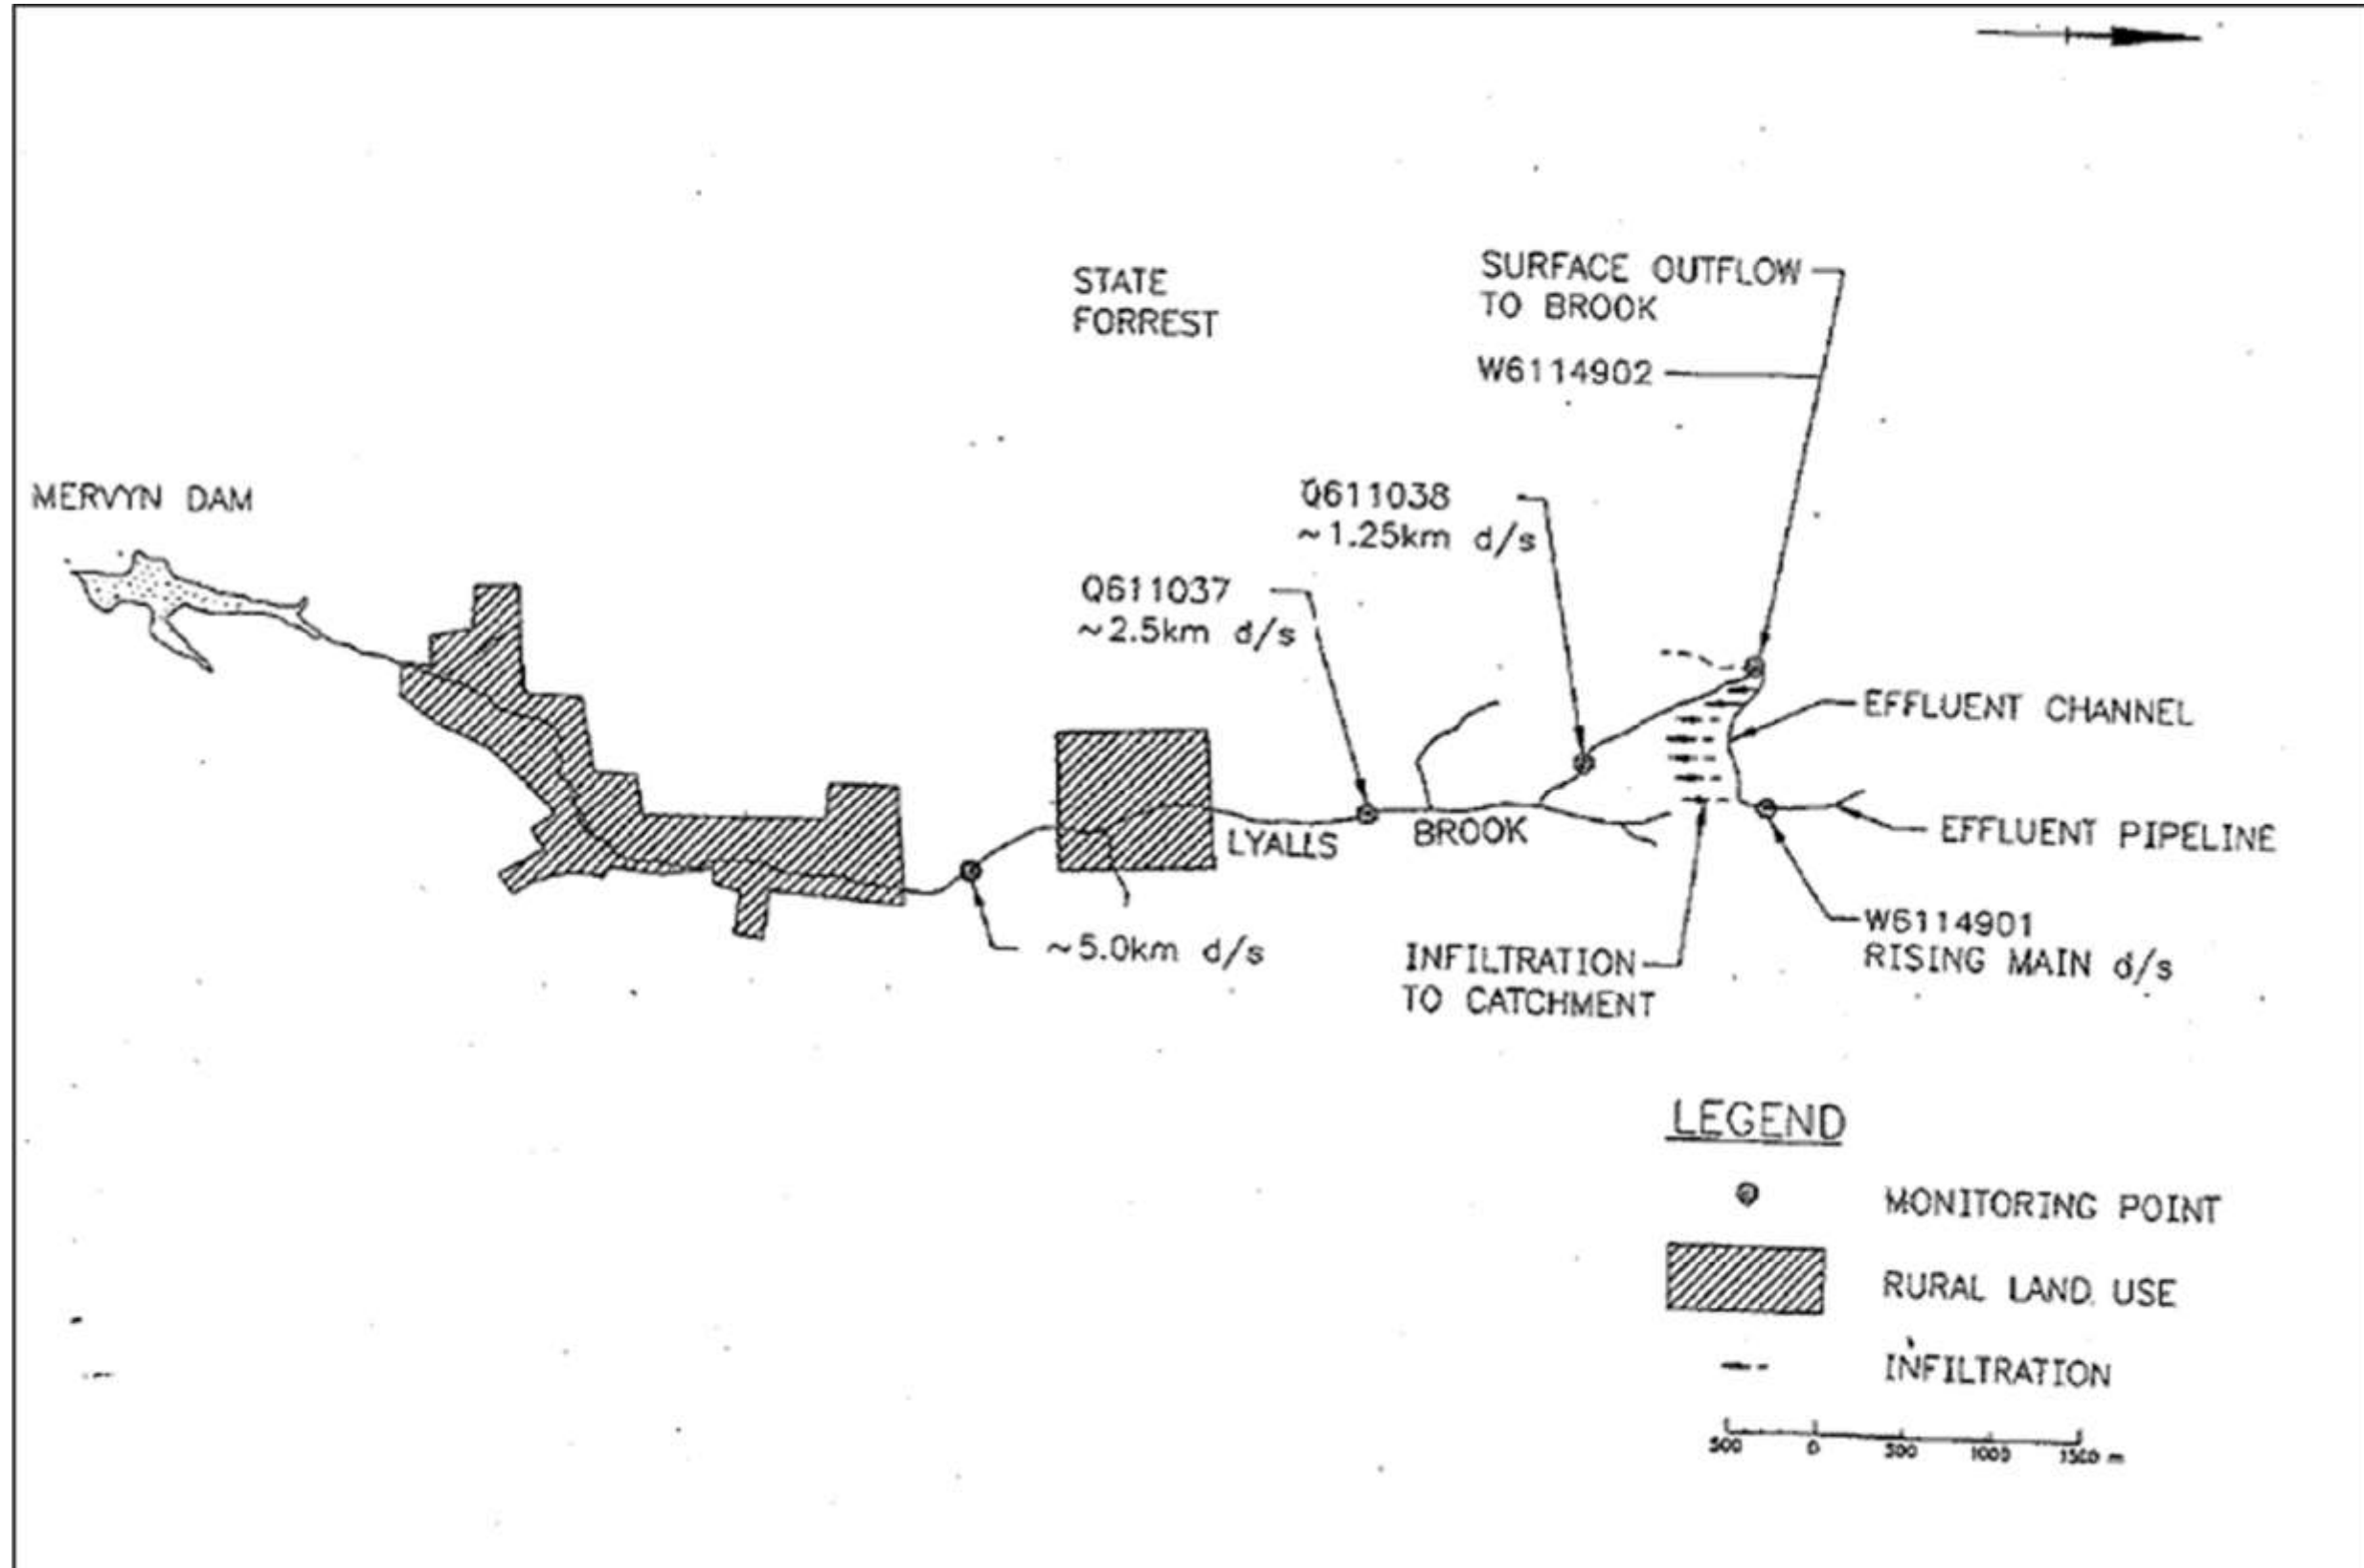 SURFACE OUTFLOW
TO BROOK
STATE
FORREST
W6114902
MERVYN DAM
Q611038
~1.25km d/s
Q611037
~2.5km d/s
EFFLUENT CHANNEL
LYALLS BROOK
EFFLUENT PIPELINE
W6114901
RISING MAIN d/s
~5.0km d/s
INFILTRATION
TO CATCHMENT
LEGEND
MONITORING POINT
RURAL LAND USE
INFILTRATION
500 0 500 1000 1500 m